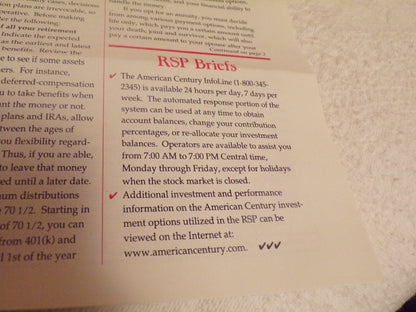 ion plans are irrevocable, so
operative. Before making
er the following:
f all your retirement
Indicate the expected
as the earliest and latest
benefits. Review the
e to see if some assets
ers. For instance,
deferred-compensation
u to take benefits when
ant the money or not.
plans and IRAs, allow
tween the ages of
you flexibility regard-
Thus, if you are able,
to leave that money
ed until a later date.
um distributions
e 70 1/2. Starting in
of 70 1/2, you can
from 401(k) and
l 1st of the year
handle the money
If you opt for an annuity, you must decide
from among various payment options, including
life only, which pays you a certain amount until
your death, joint and survivor, which will also
pay a certain amount to your spouse after your
Continued on page 2
RSP Briefs
✓ The American Century InfoLine (1-800-345-
2345) is available 24 hours per day, 7 days per
week. The automated response portion of the
system can be used at any time to obtain
account balances, change your contribution
percentages, or re-allocate your investment
balances. Operators are available to assist you
from 7:00 AM to 7:00 PM Central time,
Monday through Friday, except for holidays
when the stock market is closed.
✓ Additional investment and performance
information on the American Century invest-
ment options utilized in the RSP can be
viewed on the Internet at:
www.americancentury.com. ✓✓✓